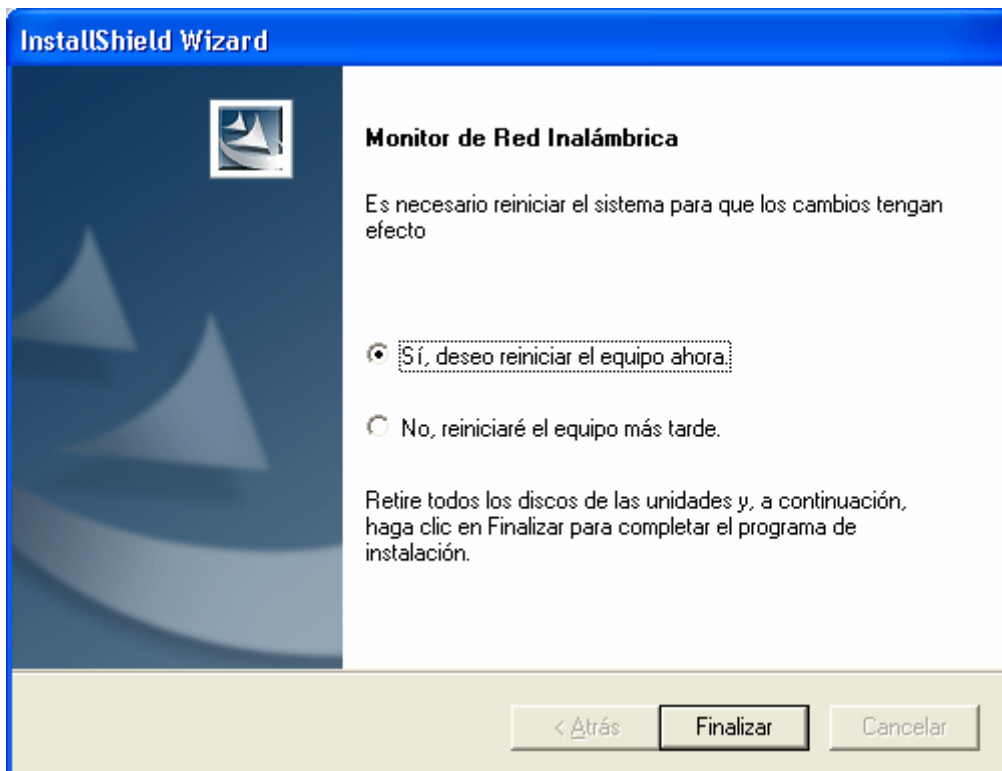 InstallShield Wizard
Monitor de Red Inalámbrica
Es necesario reiniciar el sistema para que los cambios tengan
efecto
Sí, deseo reiniciar el equipo ahora.
No, reiniciaré el equipo más tarde.
Retire todos los discos de las unidades y, a continuación,
haga clic en Finalizar para completar el programa de
instalación.
< Atrás Finalizar Cancelar